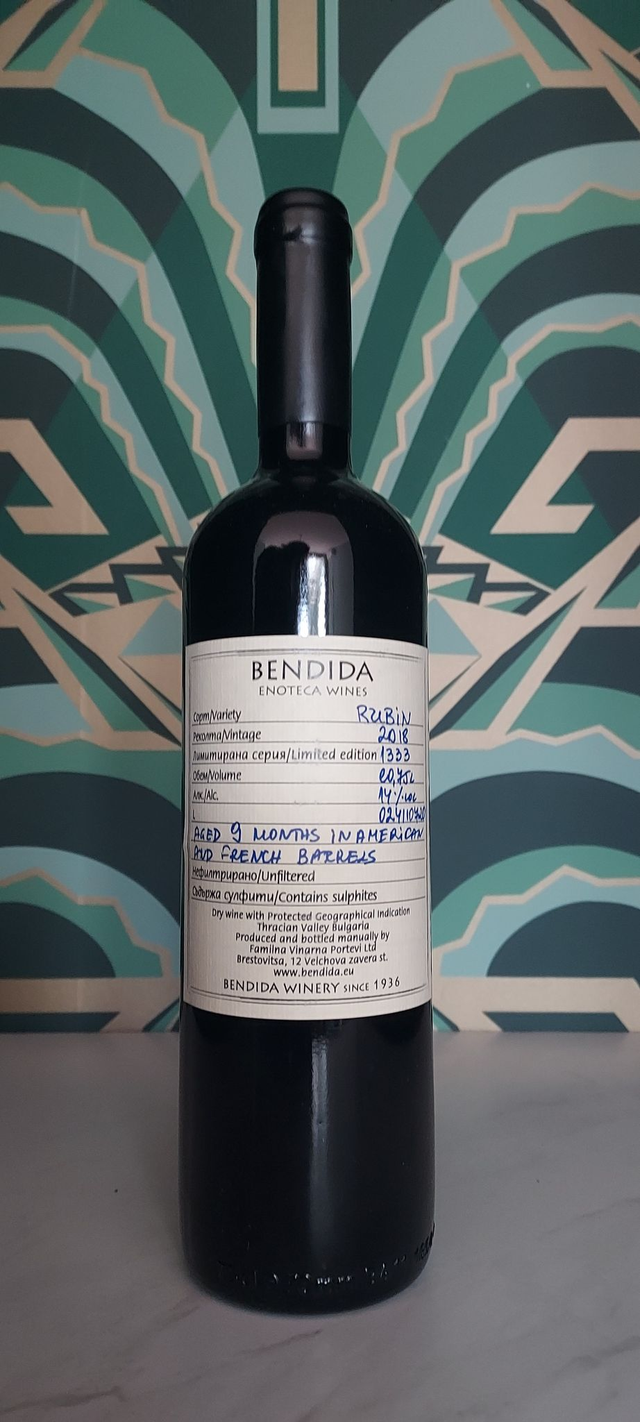 BENDIDA
ENOTECA WINES
Сорт/Variety RUBIN
Реколта/Vintage 2018
Лимитирана серия/Limited edition 1333
Обем/Volume e0,75L
Алк./Alc. 14%vol
L
AGED 9 MONTHS IN AMERICAN
AND FRENCH BARRELS
Нефилтрирано/Unfiltered
Съдържа сулфити/Contains sulphites
Dry wine with Protected Geographical Indication
Thracian Valley Bulgaria
Produced and bottled manually by
Familna Vinarna Portevi Ltd
Brestovitsa, 12 Velchova zavera st.
www.bendida.eu
BENDIDA WINERY SINCE 1936